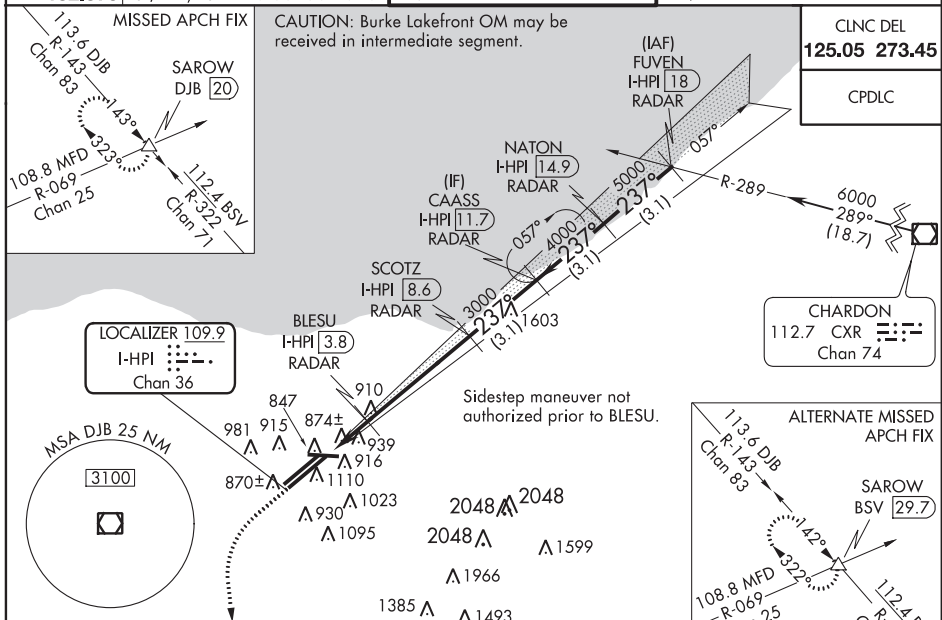 MISSED APCH FIX
113.6 DJB
R-143
Chan 83
SAROW
DJB 20
143°
323°
108.8 MFD
R-069
Chan 25
112.4 BSV
R-322
Chan 71
CAUTION: Burke Lakefront OM may be
received in intermediate segment.
CLNC DEL
125.05 273.45
CPDLC
(IAF)
FUVEN
I-HPI 18
RADAR
NATON
I-HPI 14.9
RADAR
(IF)
CAASS
I-HPI 11.7
RADAR
SCOTZ
I-HPI 8.6
RADAR
BLESU
I-HPI 3.8
RADAR
057°
5000
237°
(3.1)
057°
4000
237°
(3.1)
3000
237°
(3.1)
R-289
6000
289°
(18.7)
CHARDON
112.7 CXR
Chan 74
LOCALIZER 109.9
I-HPI
Chan 36
1603
910
847
874±
981
915
939
916
870±
1110
1023
930
1095
2048
2048
2048
1599
1966
1385
1493
Sidestep maneuver not
authorized prior to BLESU.
MSA DJB 25 NM
3100
ALTERNATE MISSED
APCH FIX
113.6 DJB
R-143
Chan 83
SAROW
BSV 29.7
142°
322°
108.8 MFD
R-069
25
112.4